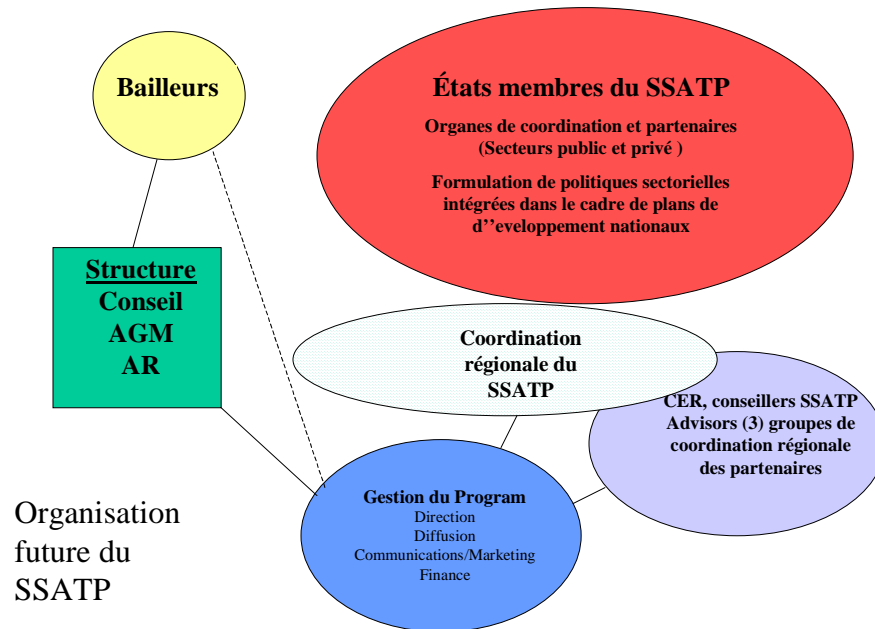 Bailleurs
États membres du SSATP
Organes de coordination et partenaires
(Secteurs public et privé )
Formulation de politiques sectorielles
intégrées dans le cadre de plans de
d’’eveloppement nationaux
Structure
Conseil
AGM
AR
Coordination
régionale du
SSATP
CER, conseillers SSATP
Advisors (3) groupes de
coordination régionale
des partenaires
Gestion du Program
Direction
Diffusion
Communications/Marketing
Finance
Organisation
future du
SSATP